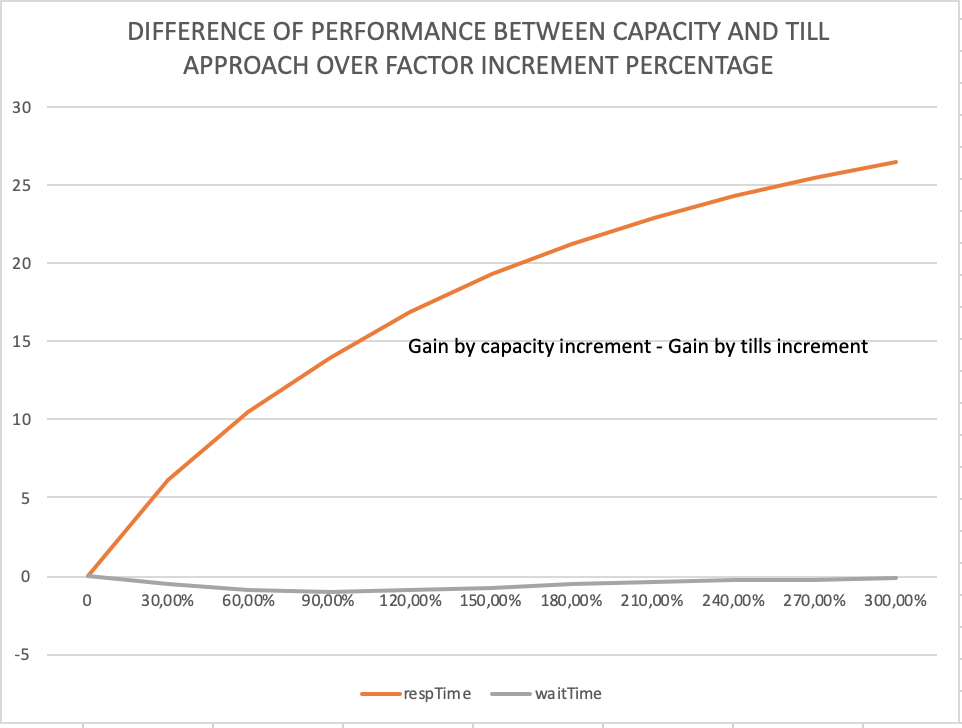 DIFFERENCE OF PERFORMANCE BETWEEN CAPACITY AND TILL
APPROACH OVER FACTOR INCREMENT PERCENTAGE
30
25
20
15
Gain by capacity increment - Gain by tills increment
10
5
0
0 30,00% 60,00% 90,00% 120,00% 150,00% 180,00% 210,00% 240,00% 270,00% 300,00%
-5
respTime waitTime